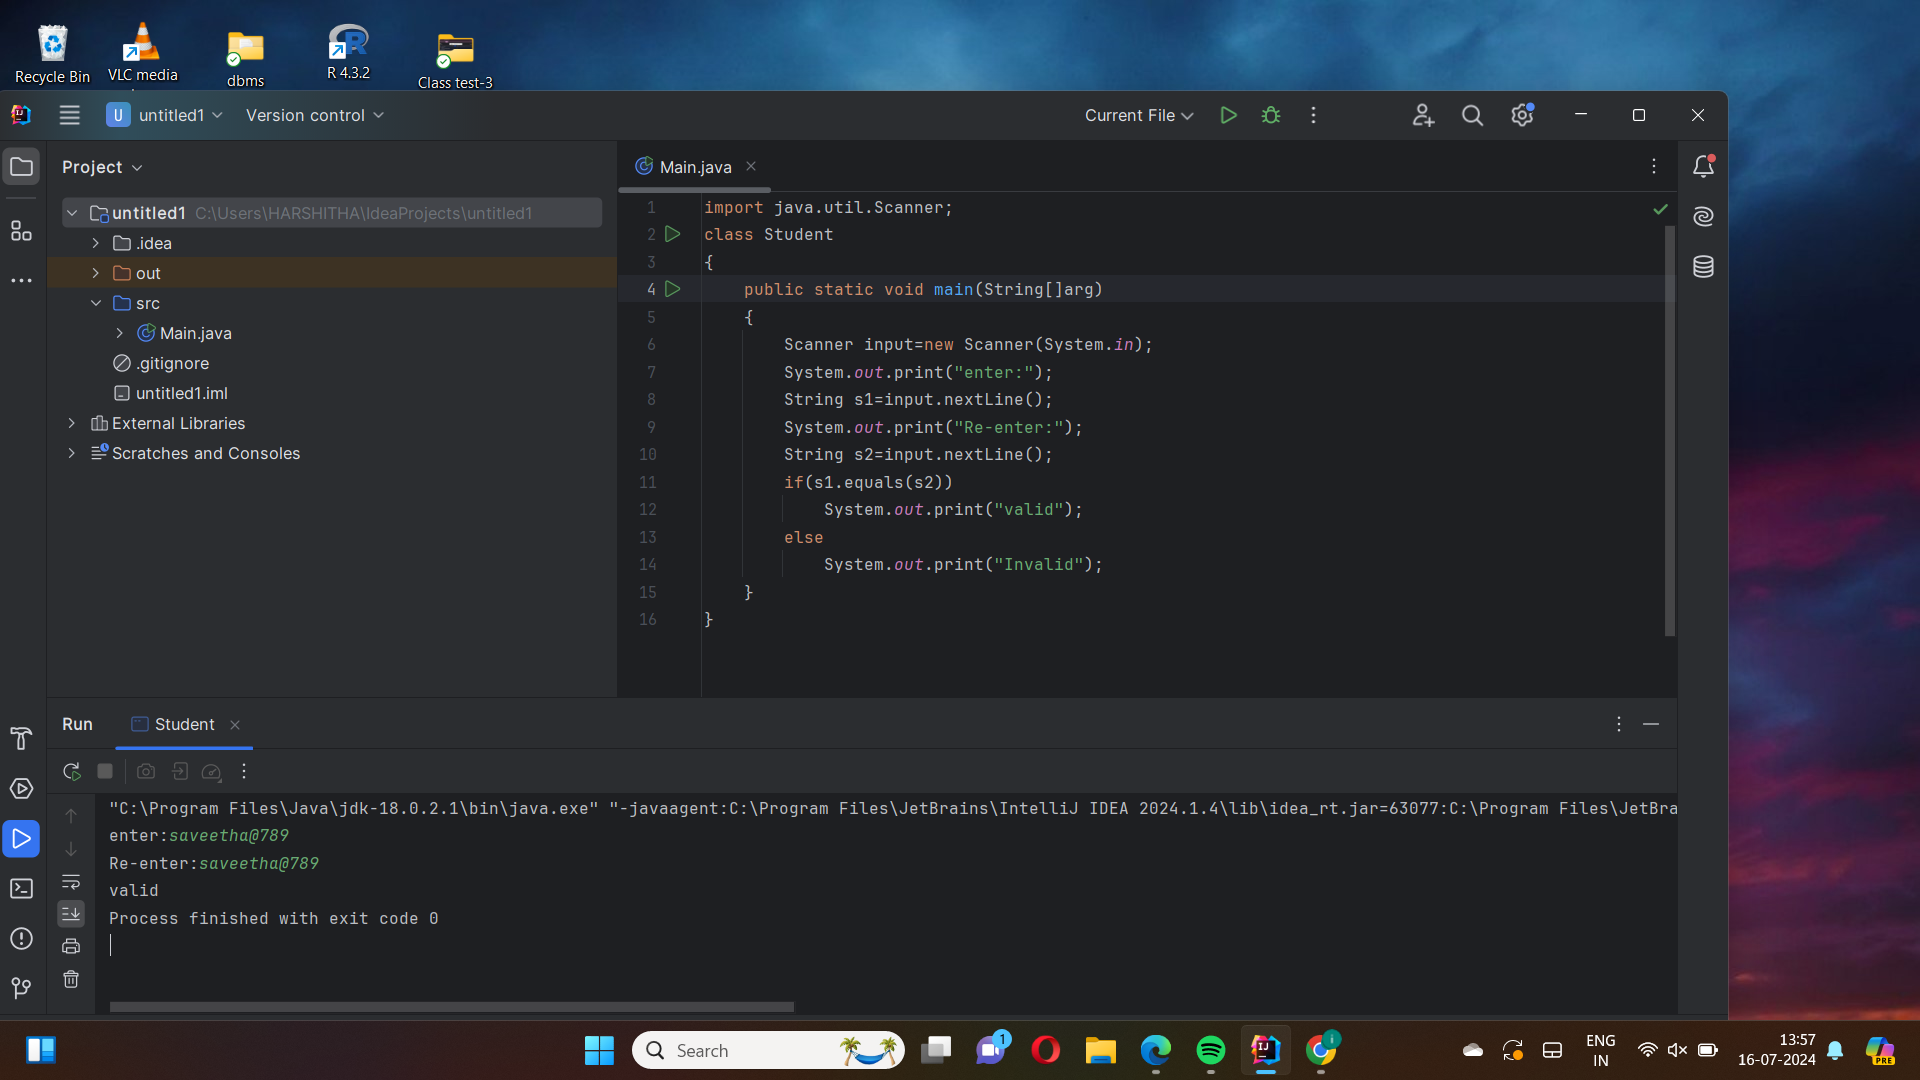 Recycle Bin
VLC media
dbms
R 4.3.2
Class test-3
U untitled1
Version control
Current File
Project
Main.java
untitled1 C:\Users\HARSHITHA\IdeaProjects\untitled1
.idea
out
src
Main.java
.gitignore
untitled1.iml
External Libraries
Scratches and Consoles
1 import java.util.Scanner;
2 class Student
3 {
4 public static void main(String[]arg)
5 {
6 Scanner input=new Scanner(System.in);
7 System.out.print("enter:");
8 String s1=input.nextLine();
9 System.out.print("Re-enter:");
10 String s2=input.nextLine();
11 if(s1.equals(s2))
12 System.out.print("valid");
13 else
14 System.out.print("Invalid");
15 }
16 }
Run
Student
"C:\Program Files\Java\jdk-18.0.2.1\bin\java.exe" "-javaagent:C:\Program Files\JetBrains\IntelliJ IDEA 2024.1.4\lib\idea_rt.jar=63077:C:\Program Files\JetBra
enter:saveetha@789
Re-enter:saveetha@789
valid
Process finished with exit code 0
Search
1
ENG
IN
13:57
16-07-2024
PRE